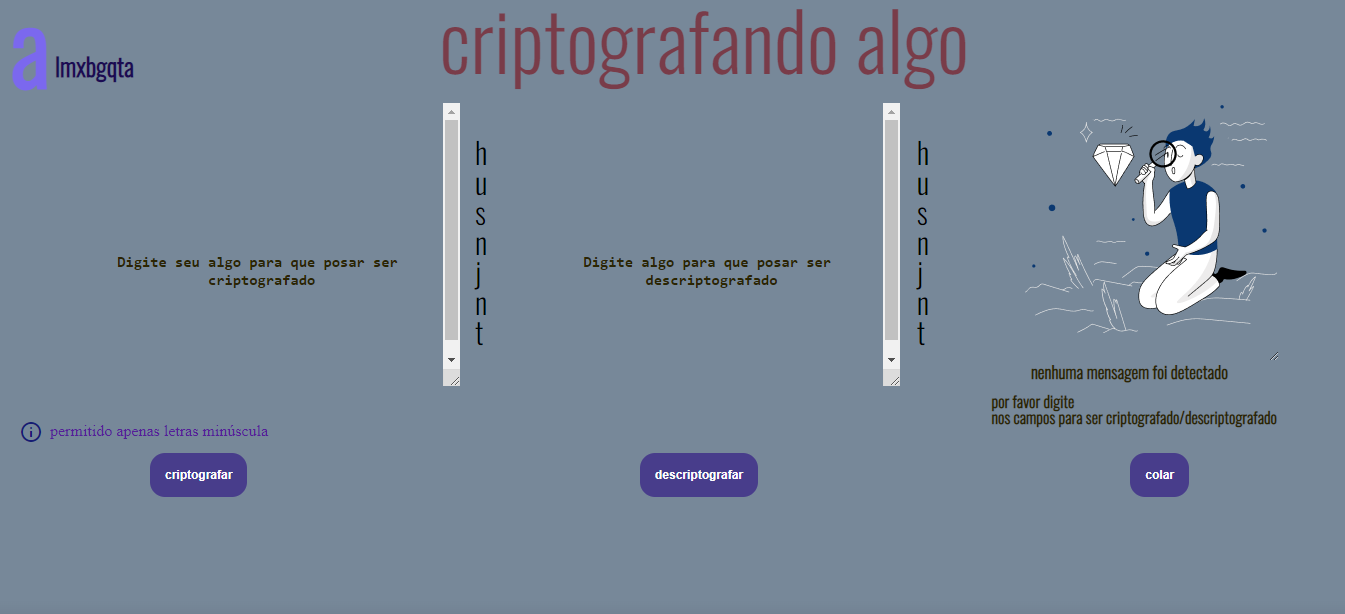 criptografando algo
a lmxbgqta
h
u
s
n
j
n
t
h
u
s
n
j
n
t
Digite seu algo para que posar ser
criptografado
Digite algo para que posar ser
descriptografado
nenhuma mensagem foi detectado
por favor digite
nos campos para ser criptografado/descriptografado
permitido apenas letras minúscula
criptografar
descriptografar
colar